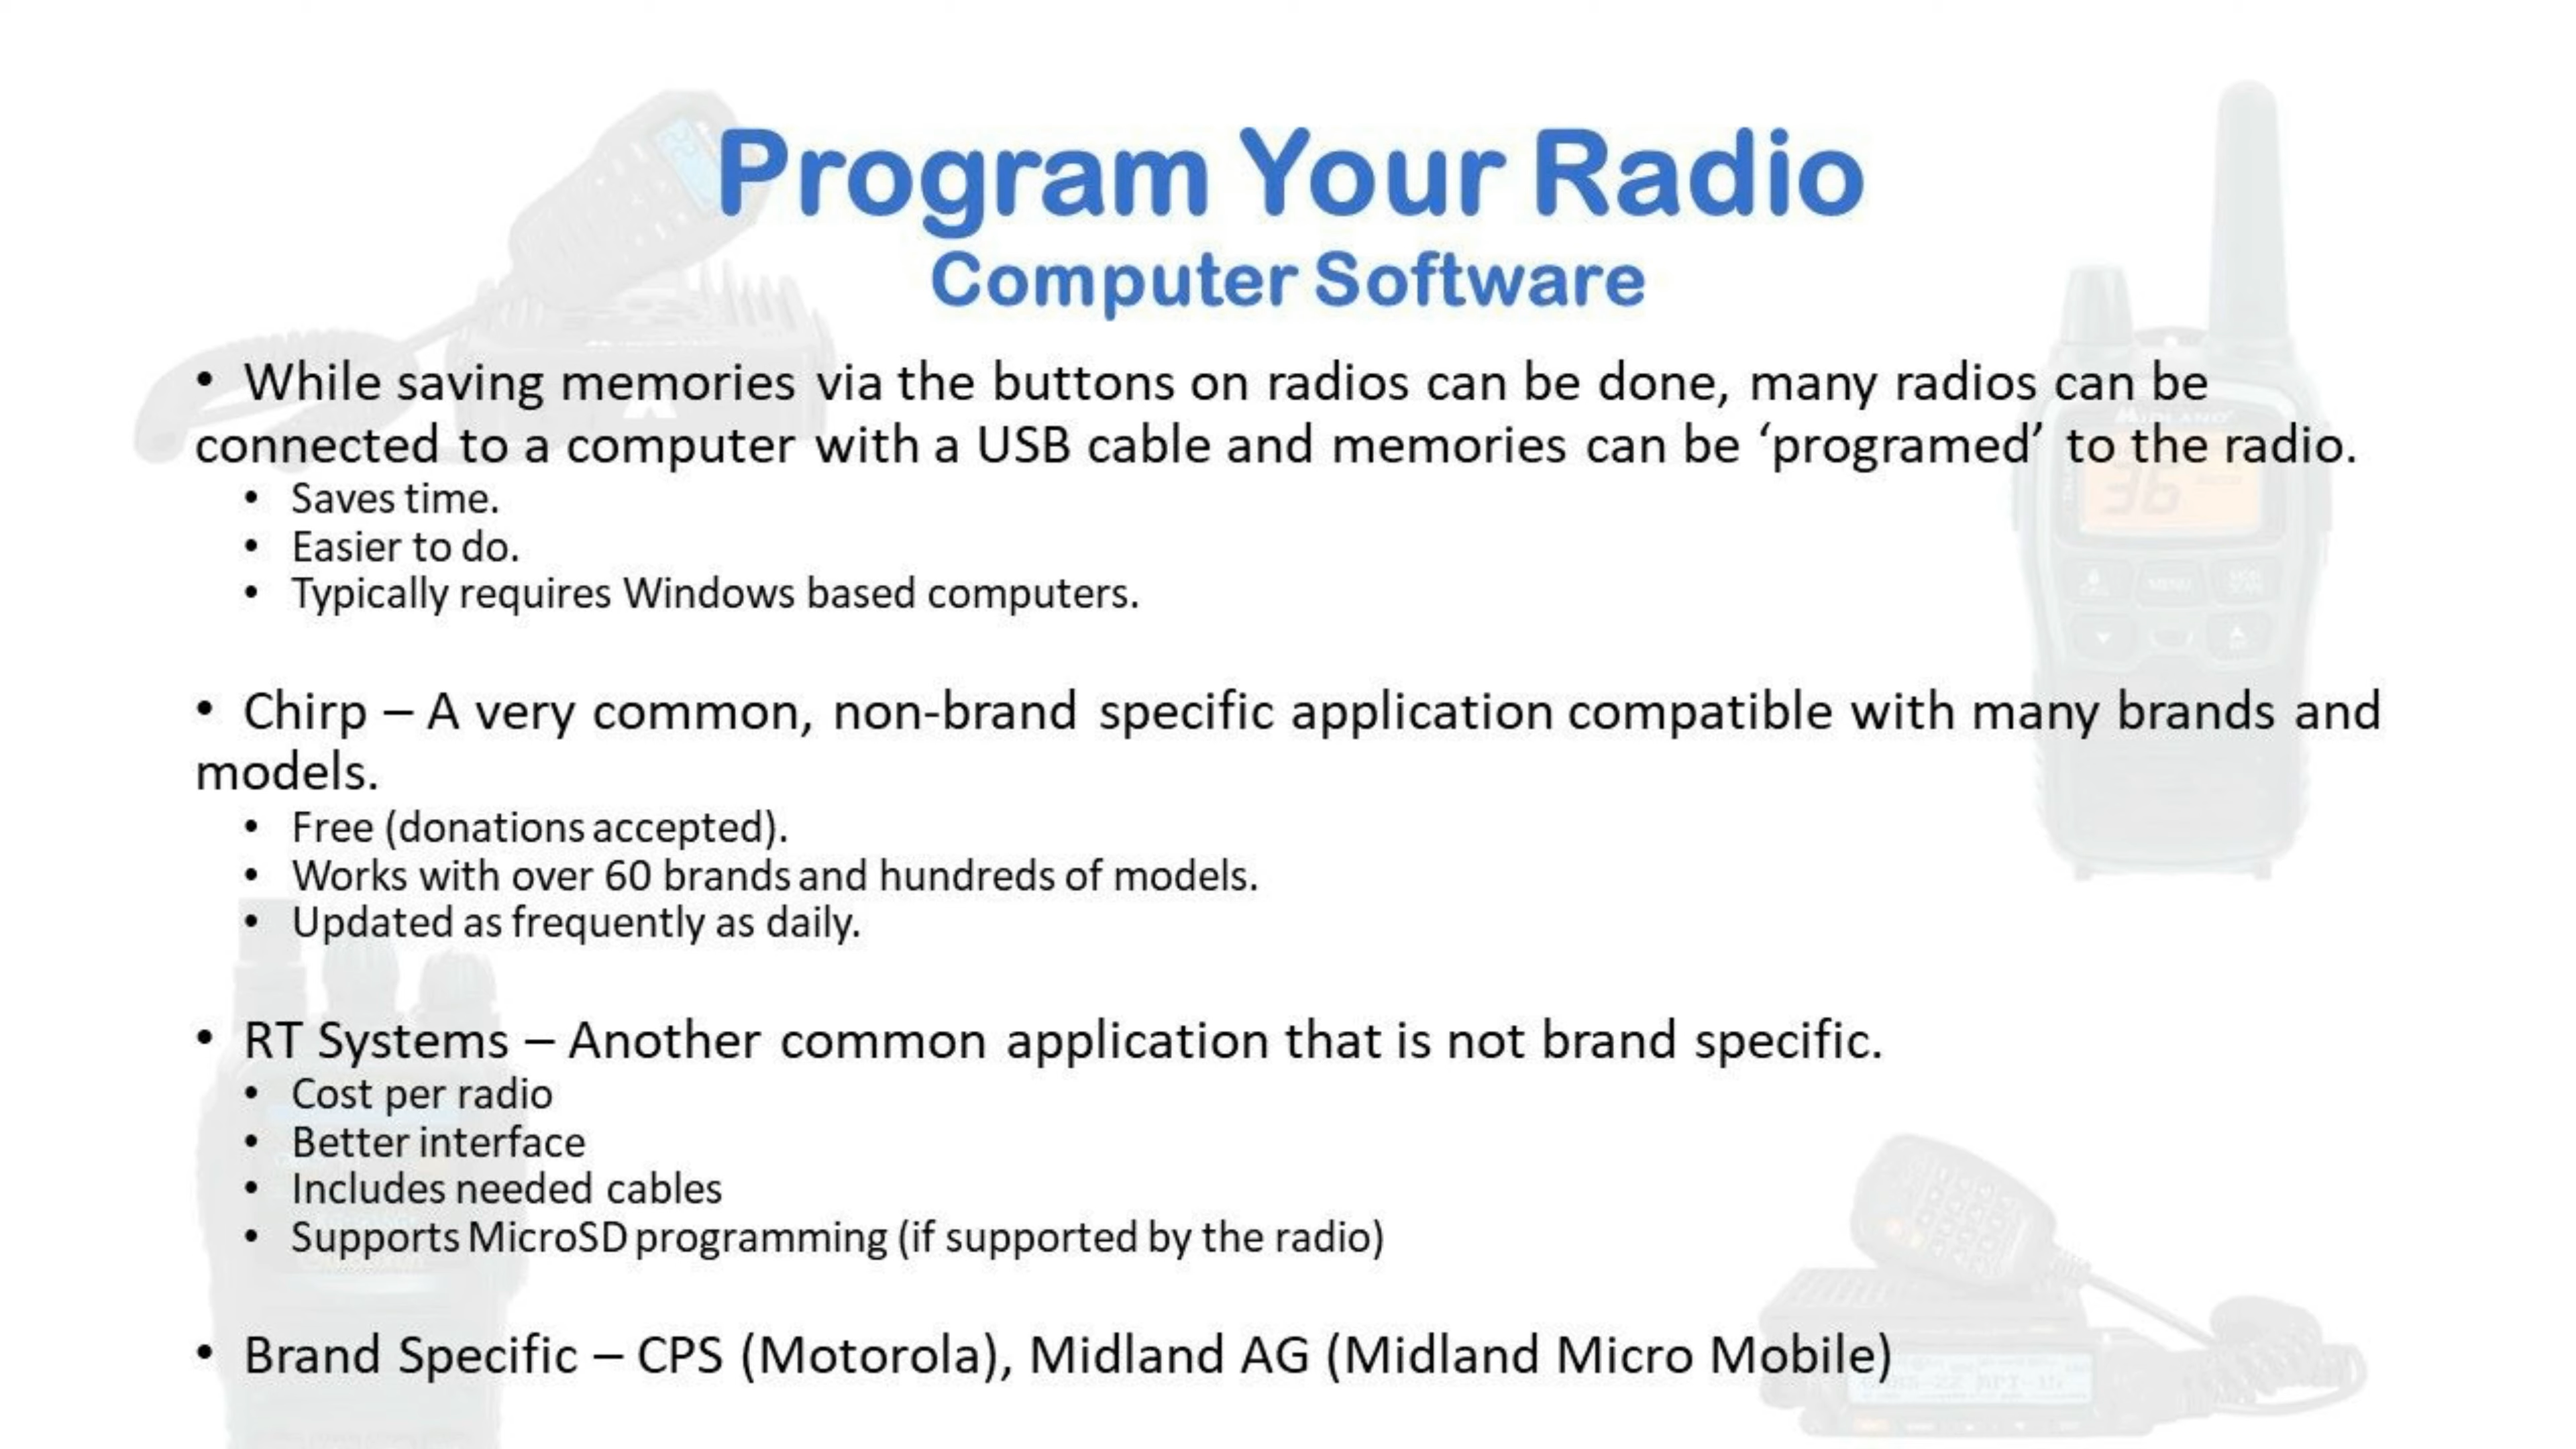 Program Your Radio
Computer Software
• While saving memories via the buttons on radios can be done, many radios can be
connected to a computer with a USB cable and memories can be ‘programed’ to the radio.
• Saves time.
• Easier to do.
• Typically requires Windows based computers.
• Chirp – A very common, non-brand specific application compatible with many brands and
models.
• Free (donations accepted).
• Works with over 60 brands and hundreds of models.
• Updated as frequently as daily.
• RT Systems – Another common application that is not brand specific.
• Cost per radio
• Better interface
• Includes needed cables
• Supports MicroSD programming (if supported by the radio)
• Brand Specific – CPS (Motorola), Midland AG (Midland Micro Mobile)
MIDLAND
36
MENU